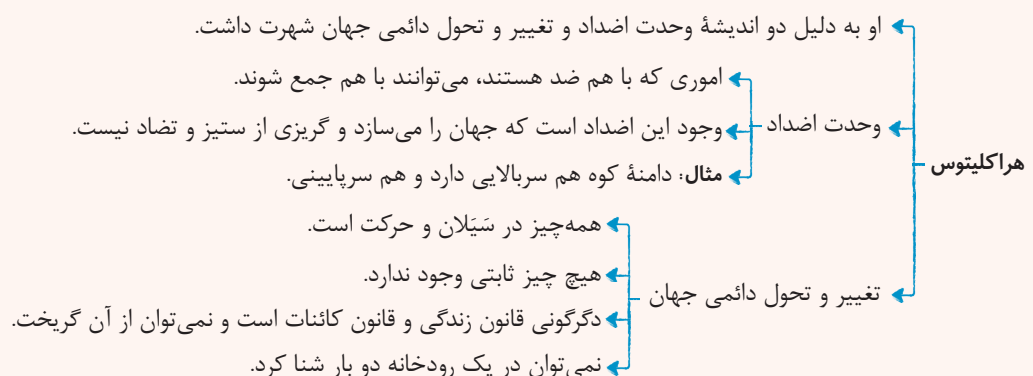 او به دلیل دو اندیشهٔ وحدت اضداد و تغییر و تحول دائمی جهان شهرت داشت.
اموری که با هم ضد هستند، می‌توانند با هم جمع شوند.
وحدت اضداد
وجود این اضداد است که جهان را می‌سازد و گریزی از ستیز و تضاد نیست.
هراکلیتوس
مثال: دامنهٔ کوه هم سربالایی دارد و هم سرپایینی.
همه‌چیز در سَیَلان و حرکت است.
هیچ چیز ثابتی وجود ندارد.
تغییر و تحول دائمی جهان
دگرگونی قانون زندگی و قانون کائنات است و نمی‌توان از آن گریخت.
نمی‌توان در یک رودخانه دو بار شنا کرد.